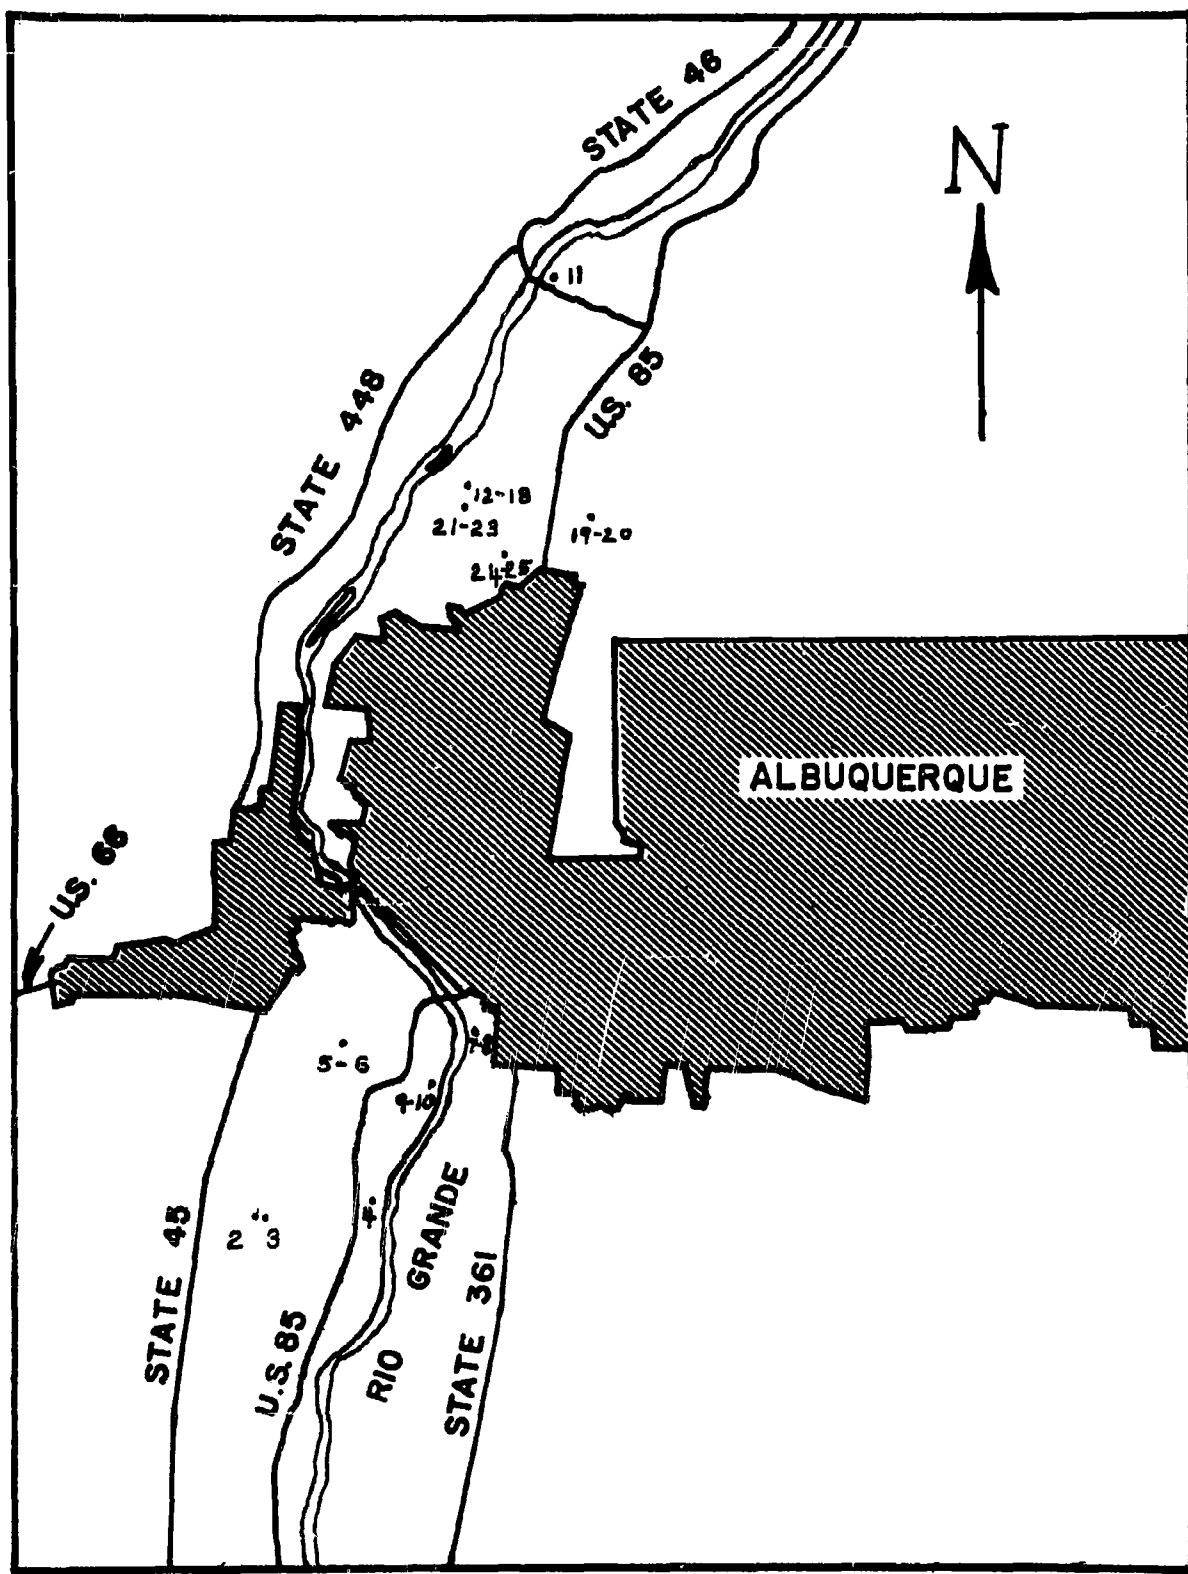 STATE 46
N
11
U.S. 85
STATE 448
12-18
21-23
19-20
24-25
ALBUQUERQUE
U.S. 66
5-6
7-8
9-10
4
2 3
STATE 45
U.S. 85
RIO GRANDE
STATE 361